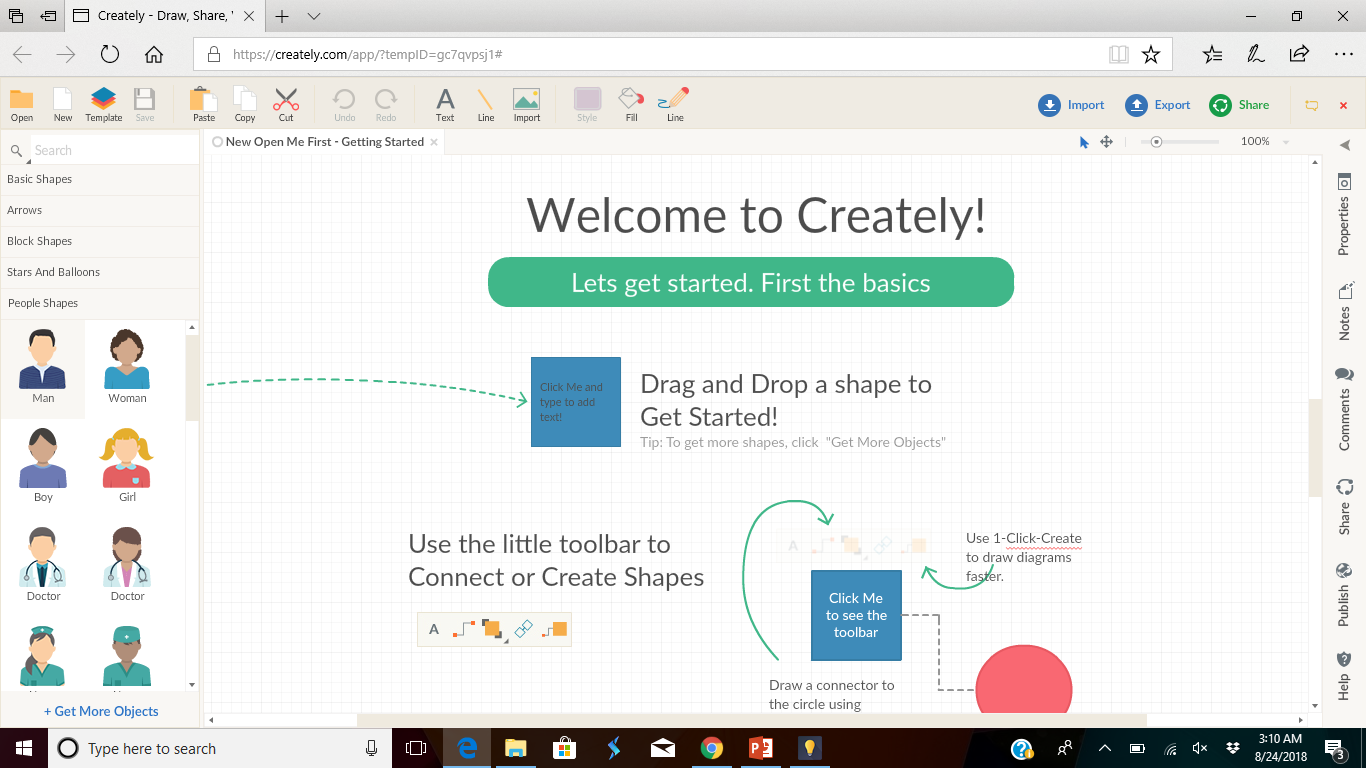 Creately - Draw, Share,
https://creately.com/app/?tempID=gc7qvpsj1#
Open New Template Save Paste Copy Cut Undo Redo Text Line Import Style Fill Line
Import Export Share
Search
New Open Me First - Getting Started
100%
Basic Shapes
Arrows
Block Shapes
Stars And Balloons
People Shapes
Man Woman
Boy Girl
Doctor Doctor
+ Get More Objects
Welcome to Creately!
Lets get started. First the basics
Click Me and
type to add
text!
Drag and Drop a shape to
Get Started!
Tip: To get more shapes, click "Get More Objects"
Use the little toolbar to
Connect or Create Shapes
A
A
Use 1-Click-Create
to draw diagrams
faster.
Click Me
to see the
toolbar
Draw a connector to
the circle using
Properties
Notes
Comments
Share
Publish
Help
Type here to search
3:10 AM
8/24/2018
3